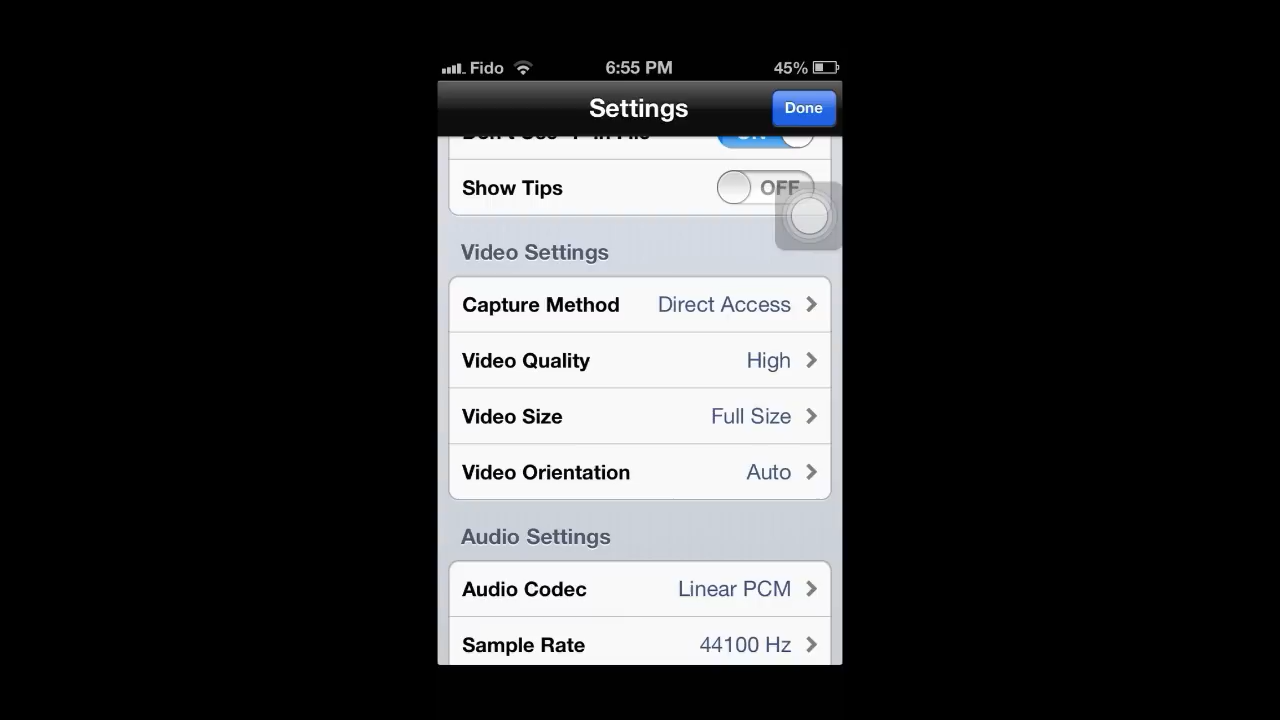 Fido 6:55 PM 45%
Settings Done
Show Tips OFF
Video Settings
Capture Method Direct Access
Video Quality High
Video Size Full Size
Video Orientation Auto
Audio Settings
Audio Codec Linear PCM
Sample Rate 44100 Hz